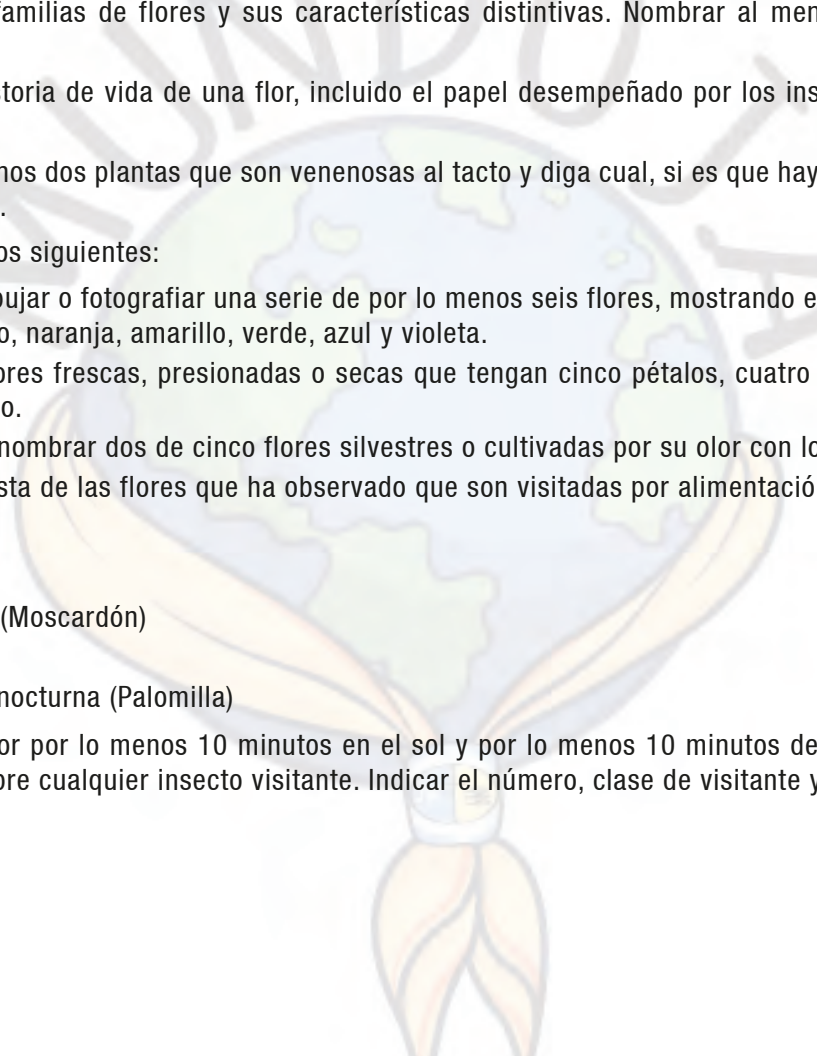 MUNDO JA
familias de flores y sus características distintivas. Nombrar al men
toria de vida de una flor, incluido el papel desempeñado por los ins
nos dos plantas que son venenosas al tacto y diga cual, si es que hay
.
os siguientes:
bujar o fotografiar una serie de por lo menos seis flores, mostrando e
o, naranja, amarillo, verde, azul y violeta.
ores frescas, presionadas o secas que tengan cinco pétalos, cuatro
o.
nombrar dos de cinco flores silvestres o cultivadas por su olor con lo
sta de las flores que ha observado que son visitadas por alimentació
(Moscardón)
nocturna (Palomilla)
or por lo menos 10 minutos en el sol y por lo menos 10 minutos de
bre cualquier insecto visitante. Indicar el número, clase de visitante y